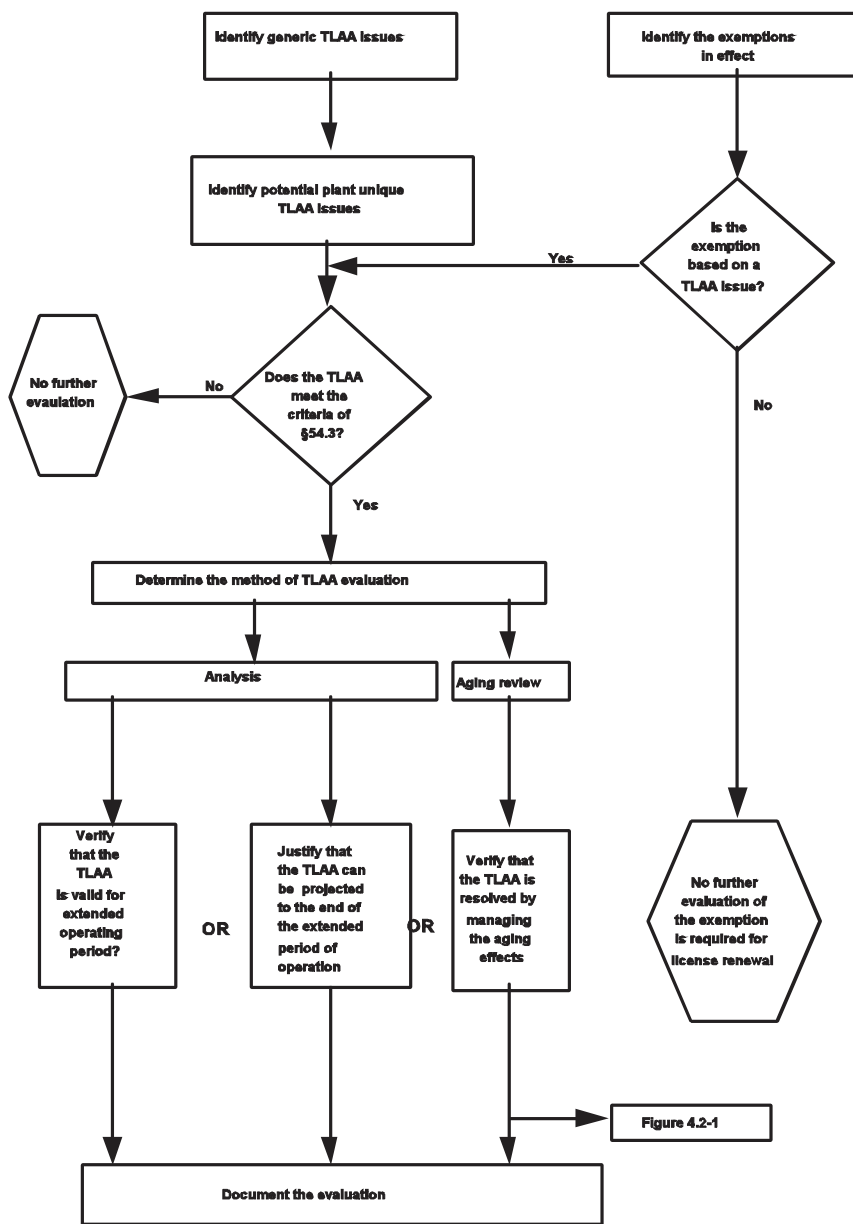 Identify generic TLAA issues
Identify the exemptions
in effect
Identify potential plant unique
TLAA issues
Is the
exemption
based on a
TLAA issue?
Yes
No further
evaulation
No
Does the TLAA
meet the
criteria of
§54.3?
No
Yes
Determine the method of TLAA evaluation
Analysis
Aging review
Verify
that the
TLAA
is valid for
extended
operating
period?
OR
Justify that
the TLAA can
be projected
to the end of
the extended
period of
operation
OR
Verify that
the TLAA is
resolved by
managing
the aging
effects
No further
evaluation of
the exemption
is required for
license renewal
Figure 4.2-1
Document the evaluation